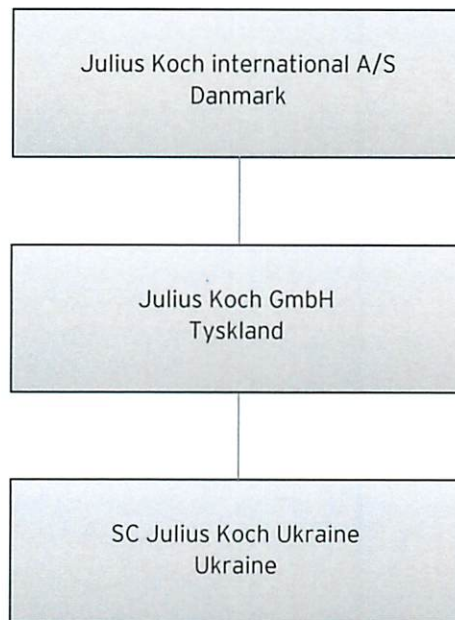 Julius Koch international A/S
Danmark
Julius Koch GmbH
Tyskland
SC Julius Koch Ukraine
Ukraine